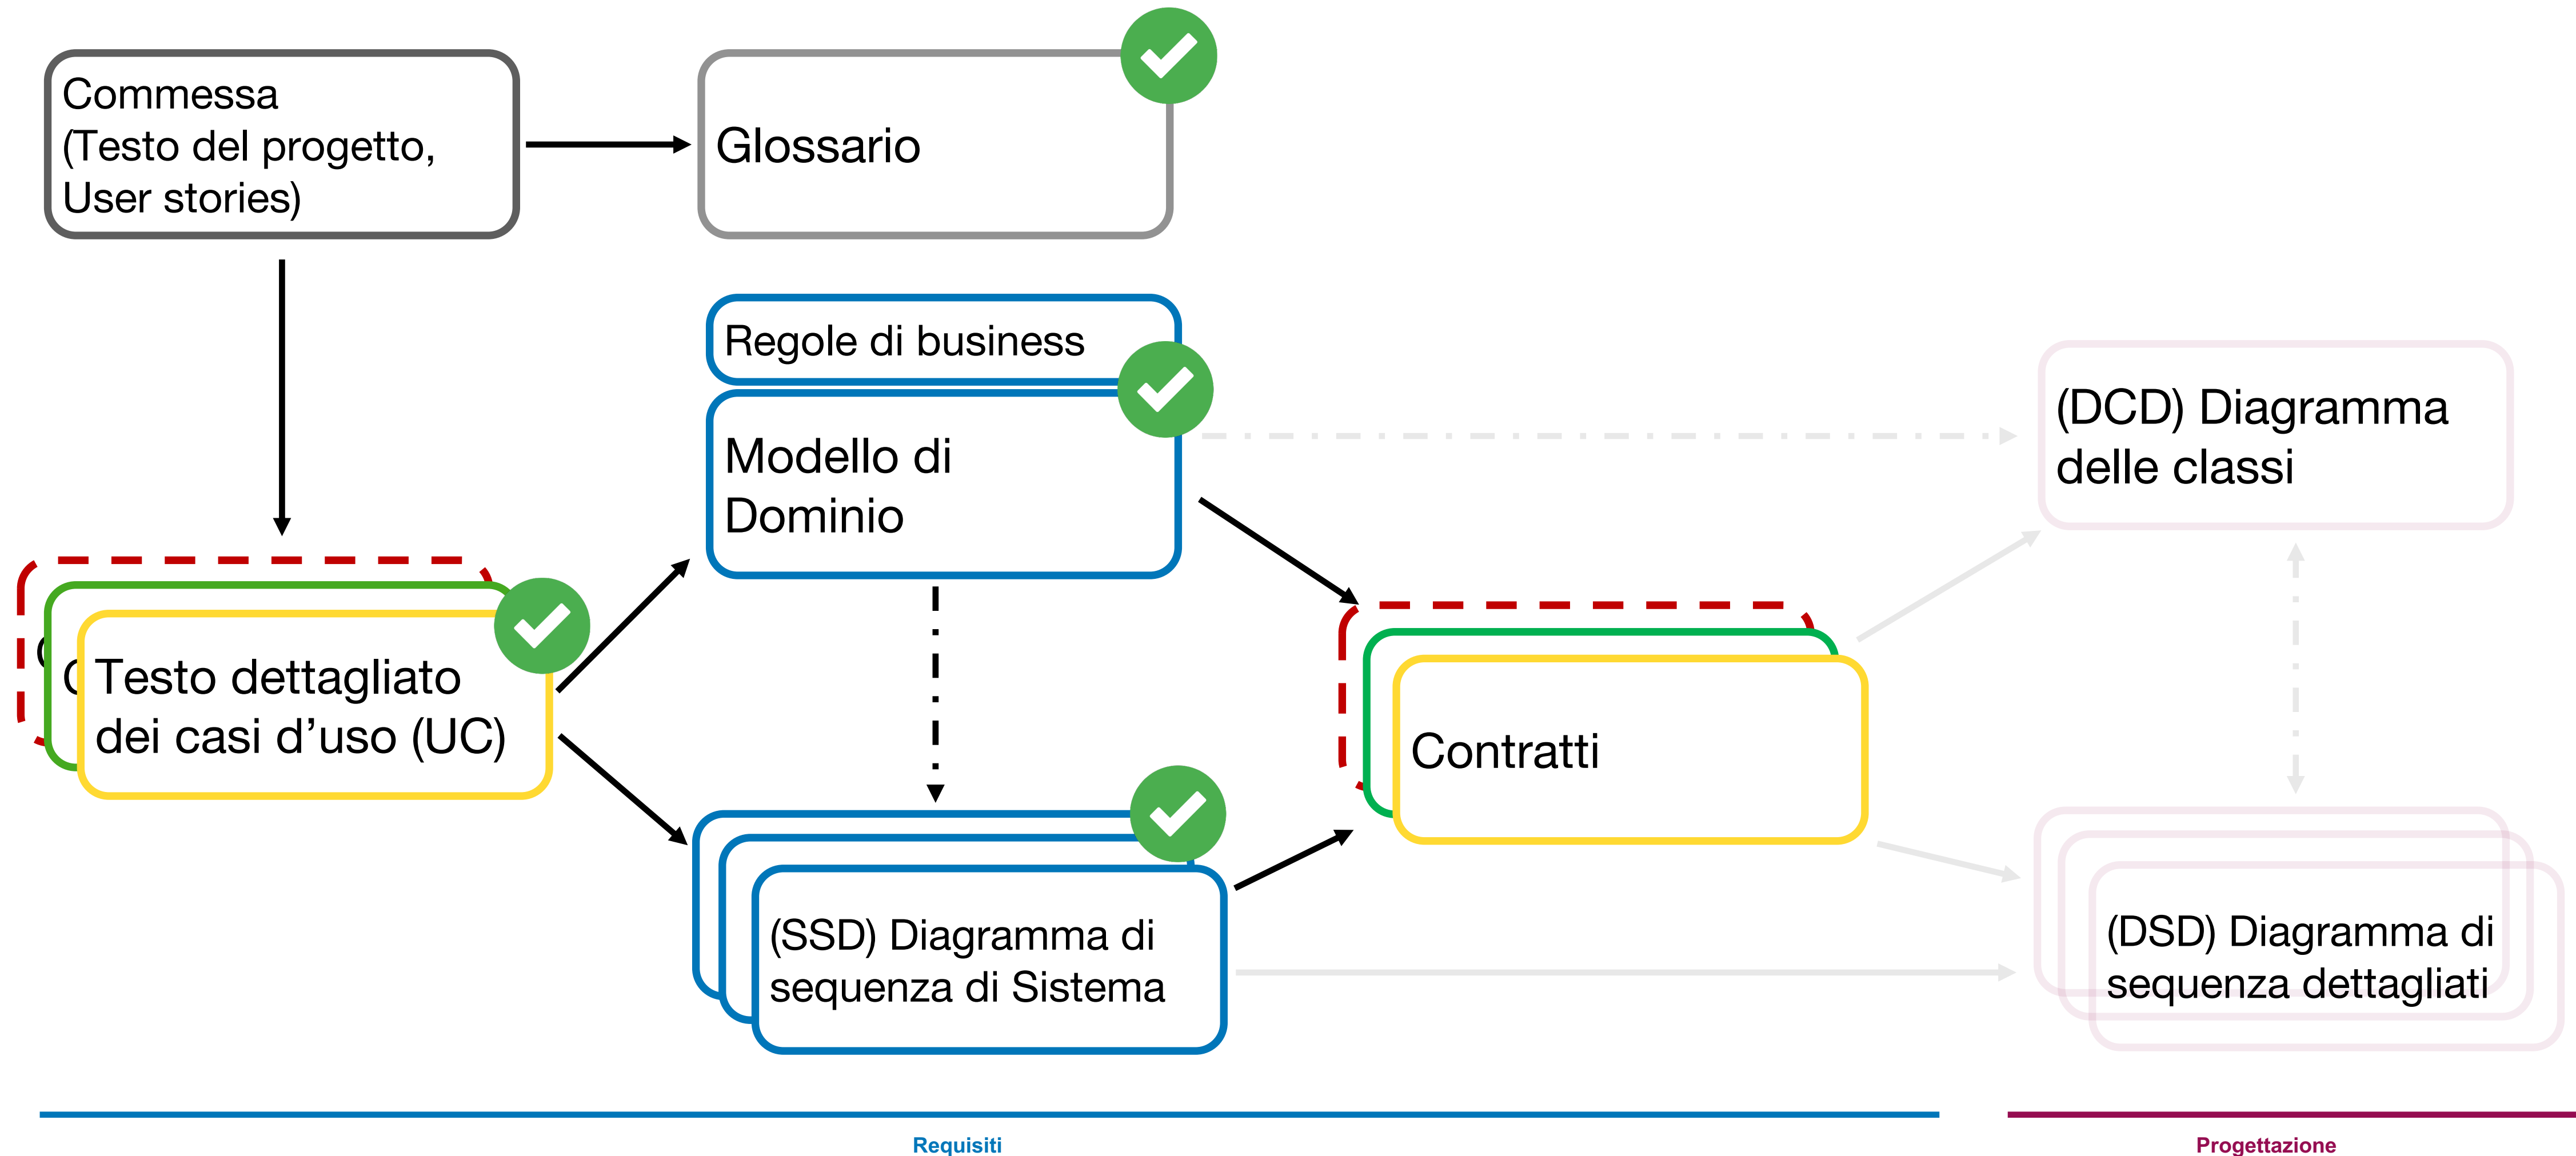 Commessa
(Testo del progetto,
User stories)
Glossario
Regole di business
Modello di
Dominio
(DCD) Diagramma
delle classi
Testo dettagliato
dei casi d’uso (UC)
Contratti
(SSD) Diagramma di
sequenza di Sistema
(DSD) Diagramma di
sequenza dettagliati
Requisiti
Progettazione